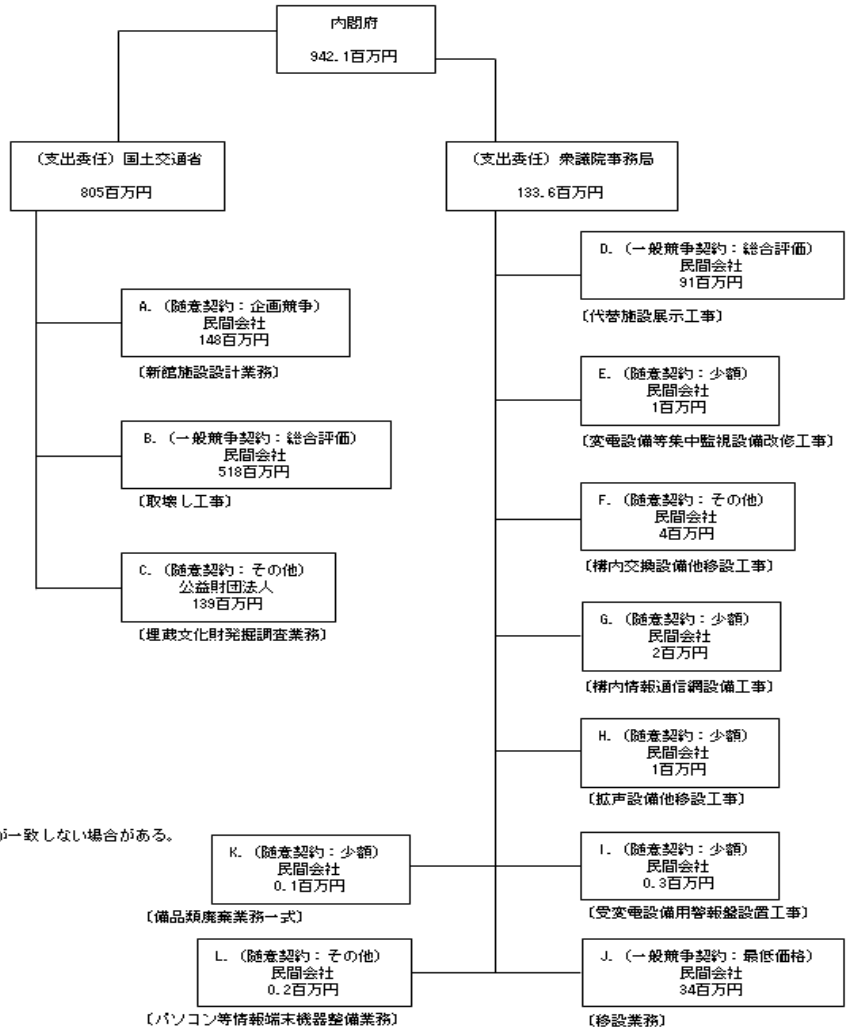 内閣府
942.1百万円
（支出委任）国土交通省
805百万円
（支出委任）衆議院事務局
133.6百万円
A. （随意契約：企画競争）
民間会社
148百万円
〔新館施設設計業務〕
B. （一般競争契約：総合評価）
民間会社
518百万円
〔取壊し工事〕
C. （随意契約：その他）
公益財団法人
139百万円
〔埋蔵文化財発掘調査業務〕
D. （一般競争契約：総合評価）
民間会社
91百万円
〔代替施設展示工事〕
E. （随意契約：少額）
民間会社
1百万円
〔変電設備等集中監視設備改修工事〕
F. （随意契約：その他）
民間会社
4百万円
〔構内交換設備他移設工事〕
G. （随意契約：少額）
民間会社
2百万円
〔構内情報通信網設備工事〕
H. （随意契約：少額）
民間会社
1百万円
〔拡声設備他移設工事〕
が一致しない場合がある。
K. （随意契約：少額）
民間会社
0.1百万円
〔備品類廃棄業務一式〕
I. （随意契約：少額）
民間会社
0.3百万円
〔受変電設備用警報盤設置工事〕
L. （随意契約：その他）
民間会社
0.2百万円
〔パソコン等情報端末機器整備業務〕
J. （一般競争契約：最低価格）
民間会社
34百万円
〔移設業務〕